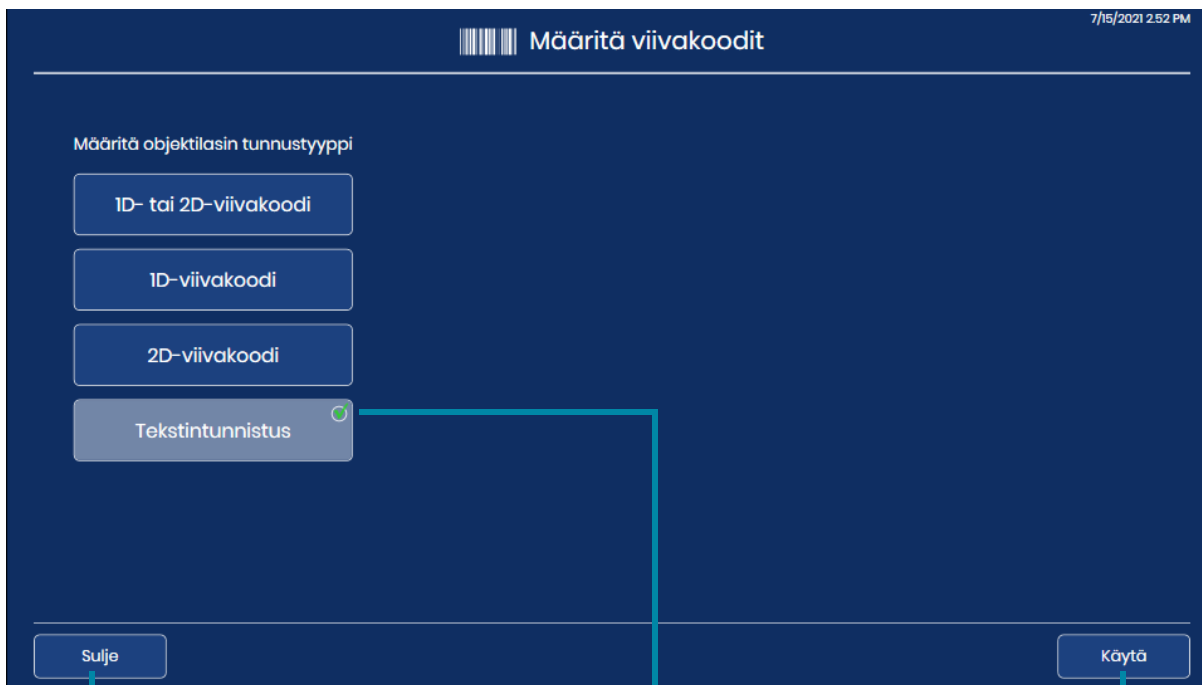 7/15/2021 2.52 PM
Määritä viivakoodit
Määritä objektilasin tunnustyyppi
1D- tai 2D-viivakoodi
1D-viivakoodi
2D-viivakoodi
Tekstintunnistus
Sulje
Käytä